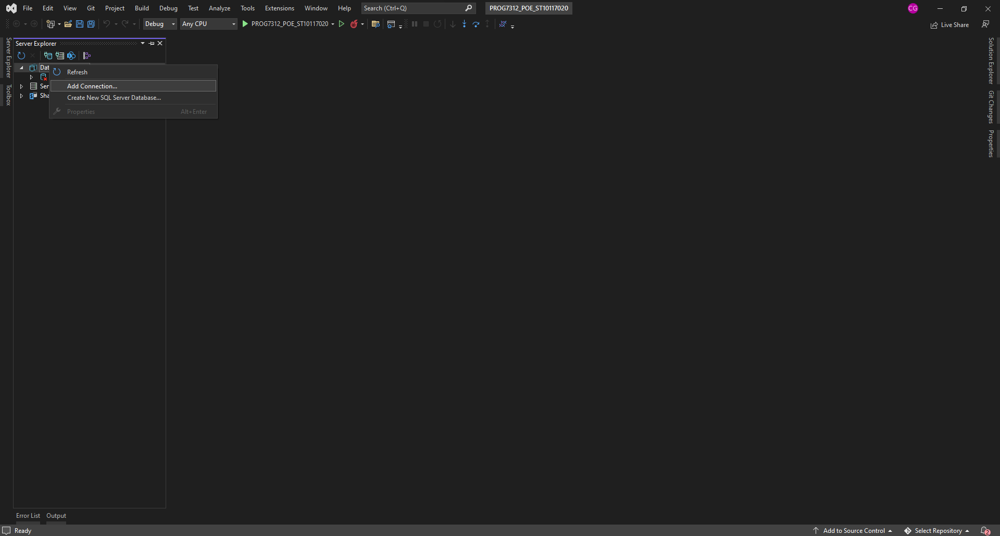 File Edit View Git Project Build Debug Test Analyze Tools Extensions Window Help Search (Ctrl+Q) PROG7312_POE_ST10117020 CG
Debug Any CPU PROG7312_POE_ST10117020 Live Share
Server Explorer
Toolbox
Server Explorer
Dat
Ser
Sha
Refresh
Add Connection...
Create New SQL Server Database...
Properties Alt+Enter
Solution Explorer
Git Changes
Properties
Error List Output
Ready Add to Source Control Select Repository 2